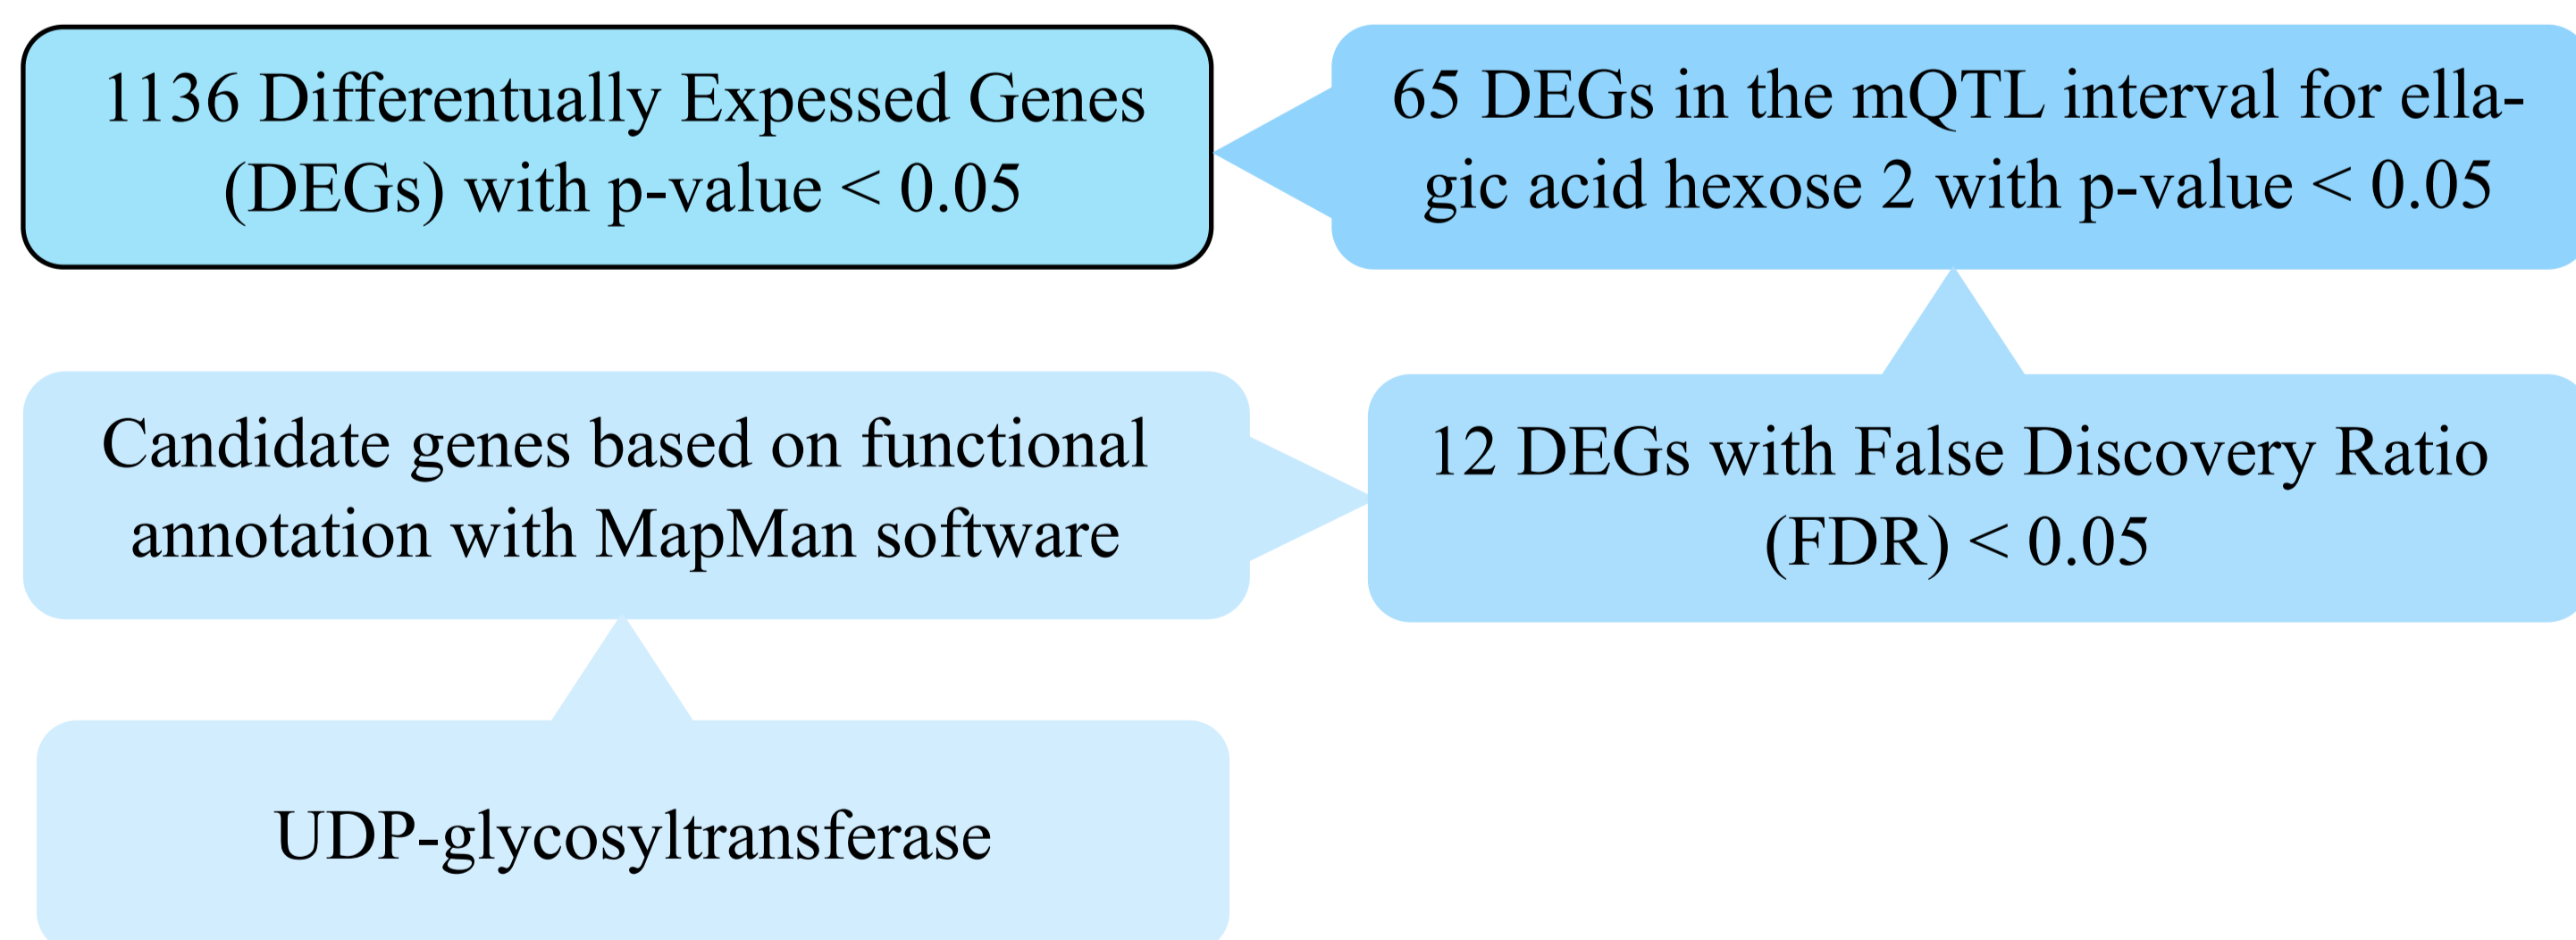 1136 Differentually Expessed Genes
(DEGs) with p-value < 0.05
65 DEGs in the mQTL interval for ella-
gic acid hexose 2 with p-value < 0.05
12 DEGs with False Discovery Ratio
(FDR) < 0.05
Candidate genes based on functional
annotation with MapMan software
UDP-glycosyltransferase